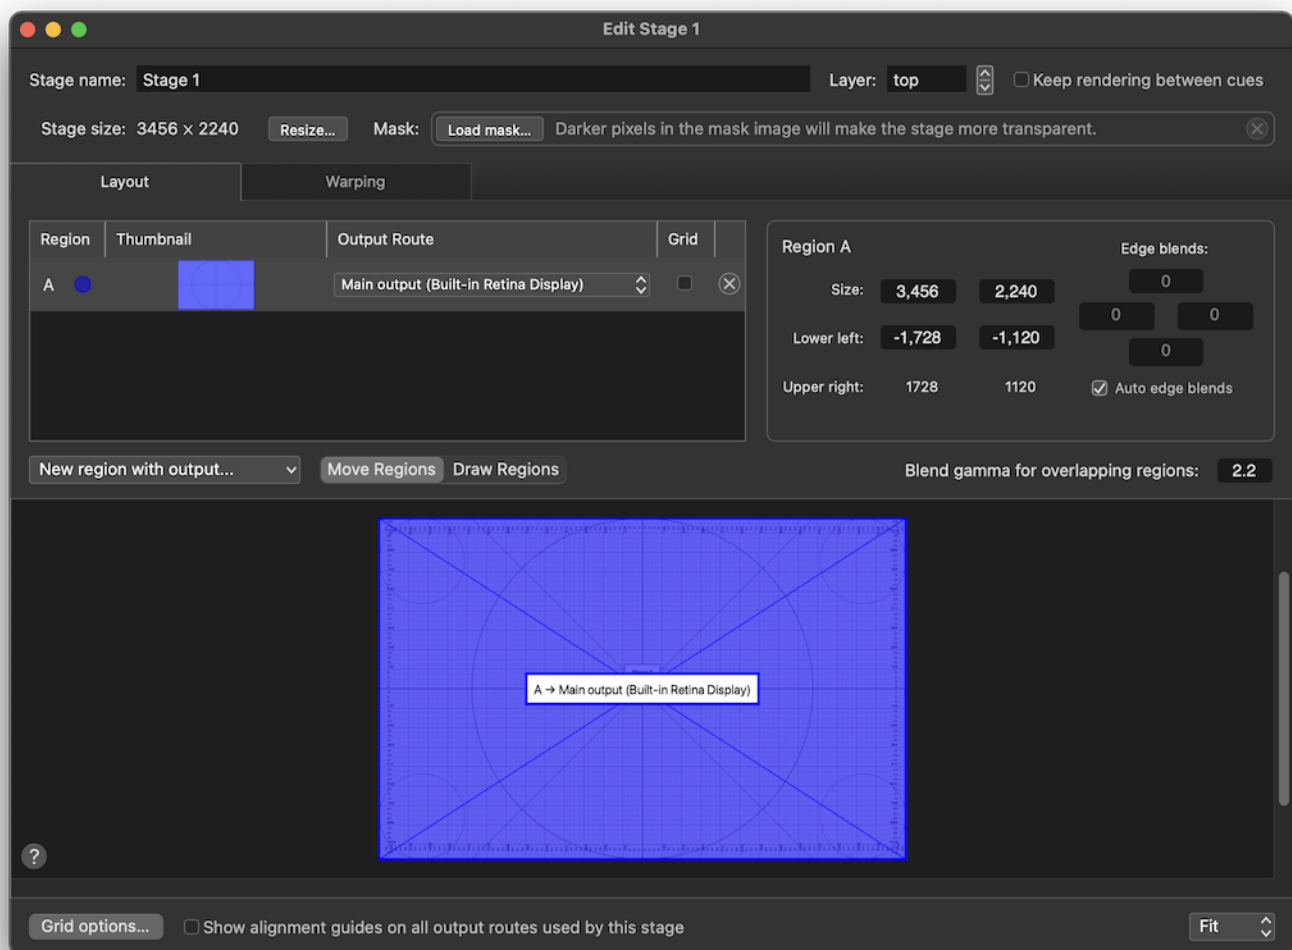 Edit Stage 1
Stage name: Stage 1 Layer: top Keep rendering between cues
Stage size: 3456 × 2240 Resize... Mask: Load mask... Darker pixels in the mask image will make the stage more transparent.
Layout Warping
Region Thumbnail Output Route Grid
A Main output (Built-in Retina Display)
Region A Edge blends:
0
Size: 3,456 2,240
0 0
Lower left: -1,728 -1,120
0
Upper right: 1728 1120 Auto edge blends
New region with output... Move Regions Draw Regions Blend gamma for overlapping regions: 2.2
A → Main output (Built-in Retina Display)
?
Grid options... Show alignment guides on all output routes used by this stage Fit